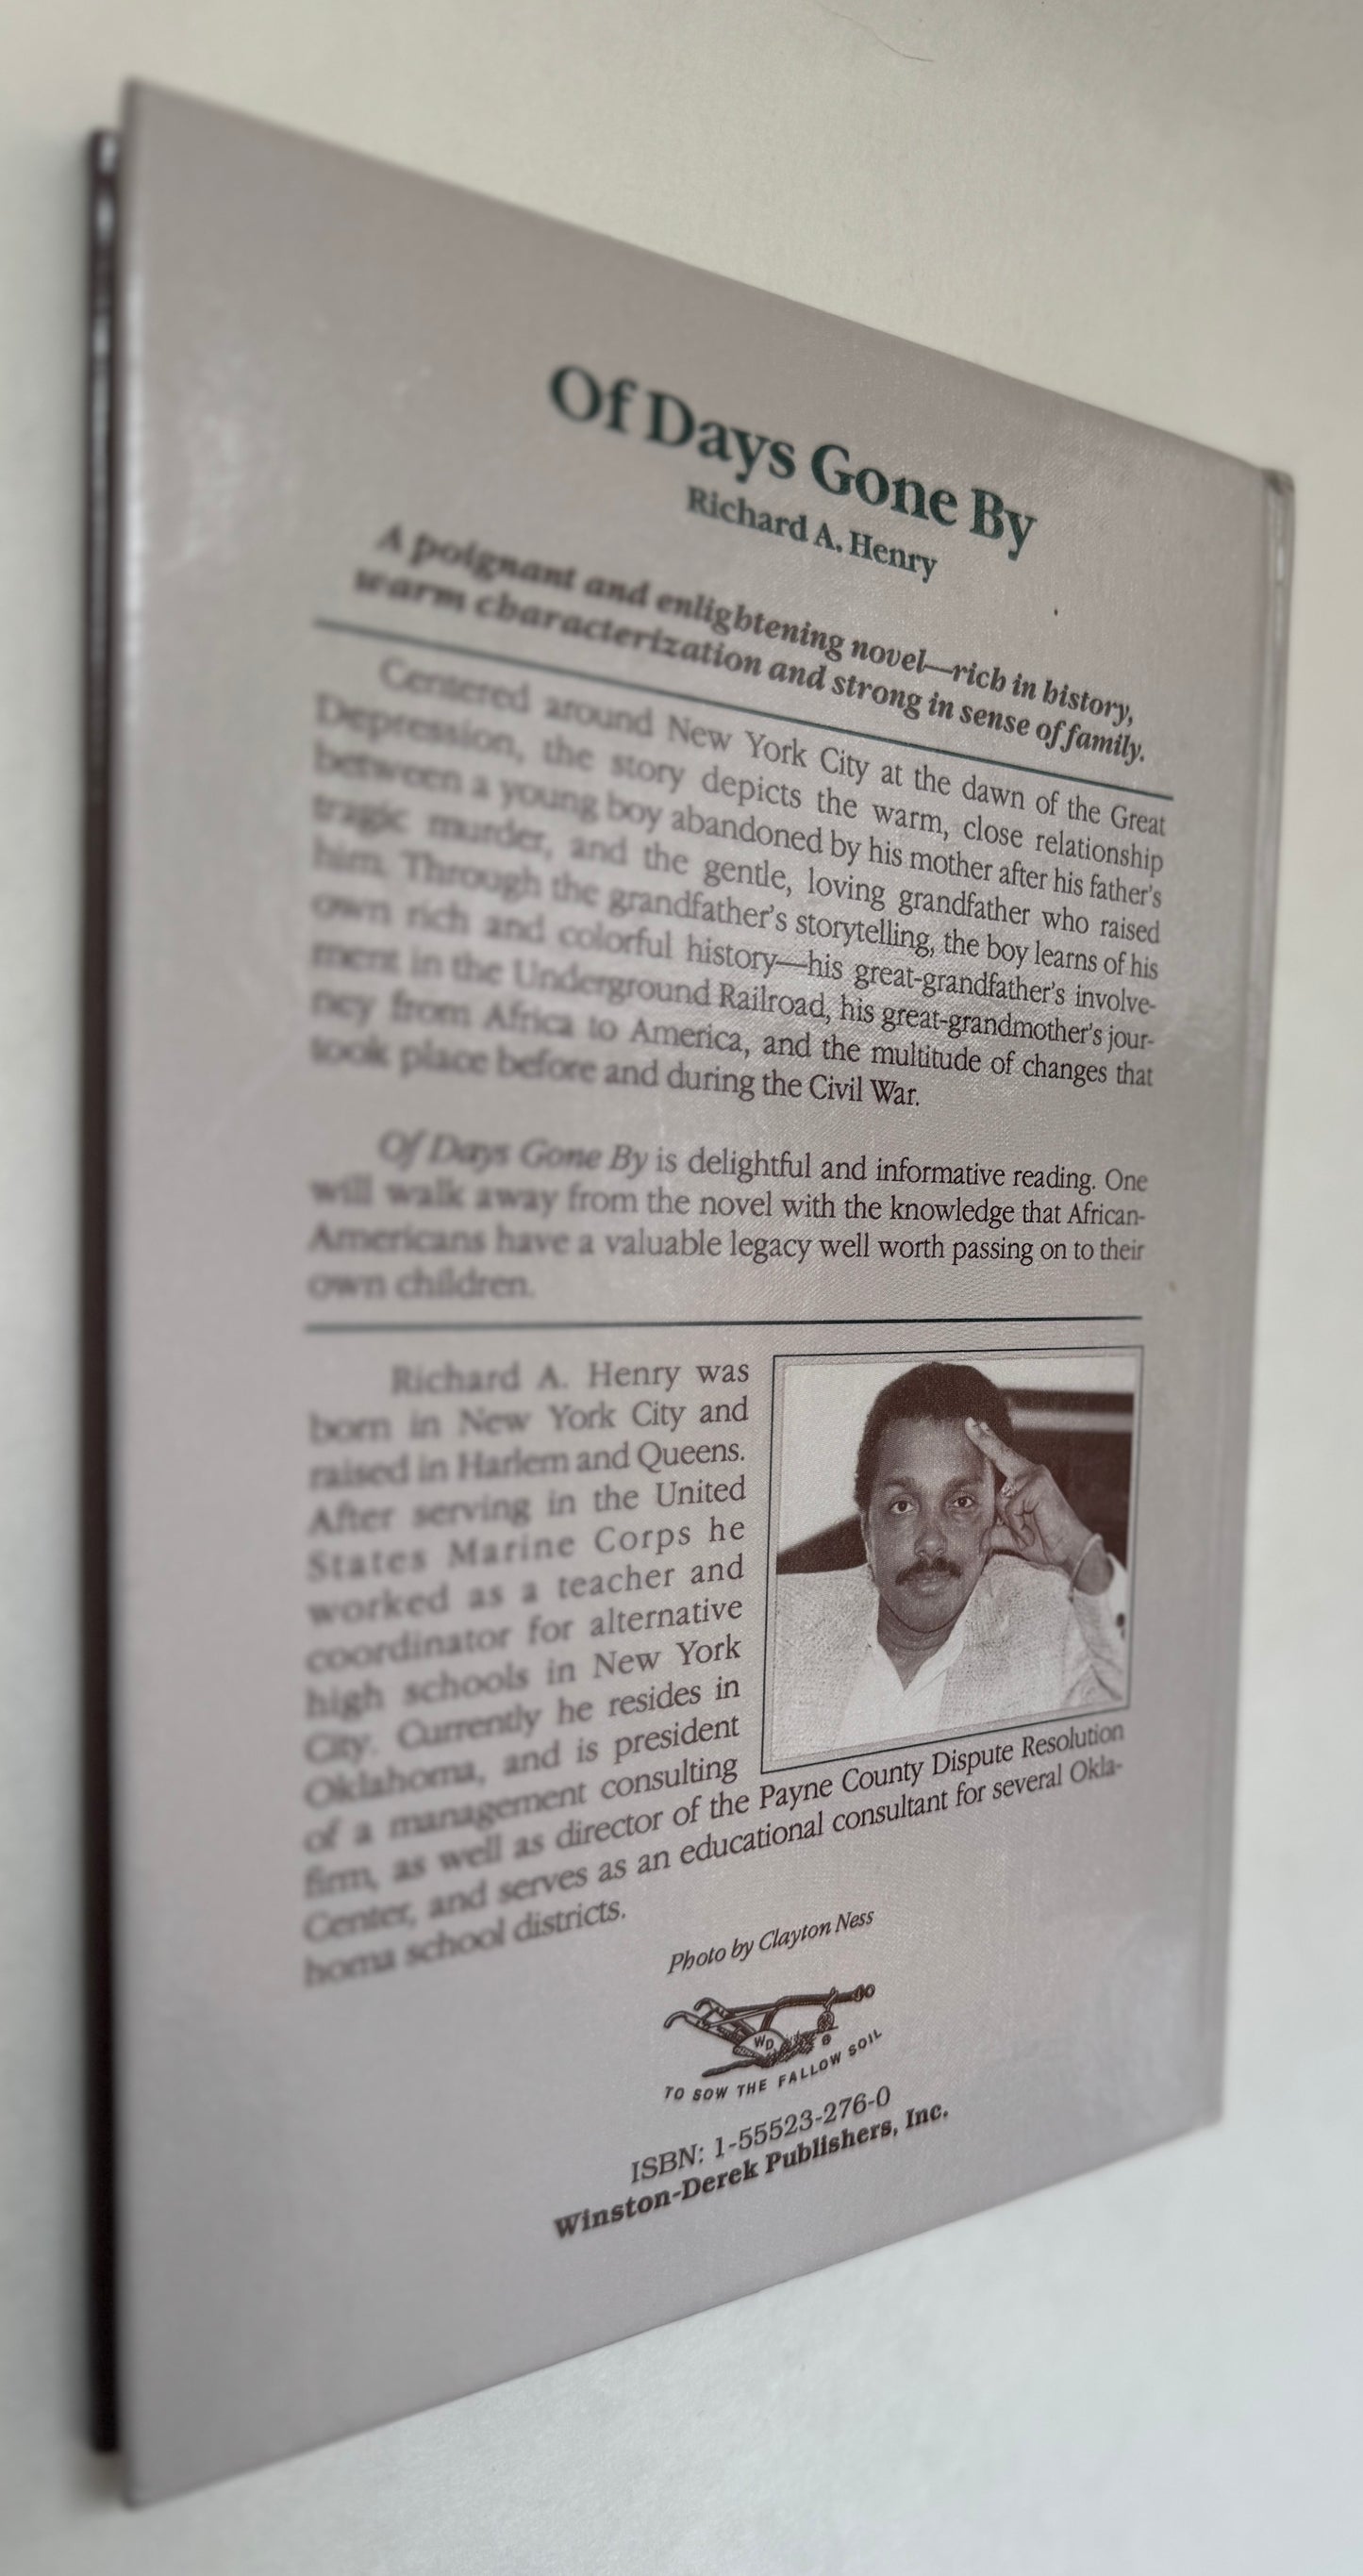 Of Days Gone By
Richard A. Henry
A poignant and enlightening novel—rich in history,
warm characterization and strong in sense of family.
Centered around New York City at the dawn of the Great
Depression, the story depicts the warm, close relationship
between a young boy abandoned by his mother after his father's
tragic murder, and the gentle, loving grandfather who raised
him. Through the grandfather's storytelling, the boy learns of his
own rich and colorful history—his great-grandfather's involve-
ment in the Underground Railroad, his great-grandmother's jour-
ney from Africa to America, and the multitude of changes that
took place before and during the Civil War.
Of Days Gone By is delightful and informative reading. One
will walk away from the novel with the knowledge that African-
Americans have a valuable legacy well worth passing on to their
own children.
Richard A. Henry was
born in New York City and
raised in Harlem and Queens.
After serving in the United
States Marine Corps he
worked as a teacher and
coordinator for alternative
high schools in New York
City. Currently he resides in
Oklahoma, and is president
of a management consulting
firm, as well as director of the Payne County Dispute Resolution
Center, and serves as an educational consultant for several Okla-
homa school districts.
Photo by Clayton Ness
WD
TO SOW THE FALLOW SOIL
ISBN: 1-55523-276-0
Winston-Derek Publishers, Inc.